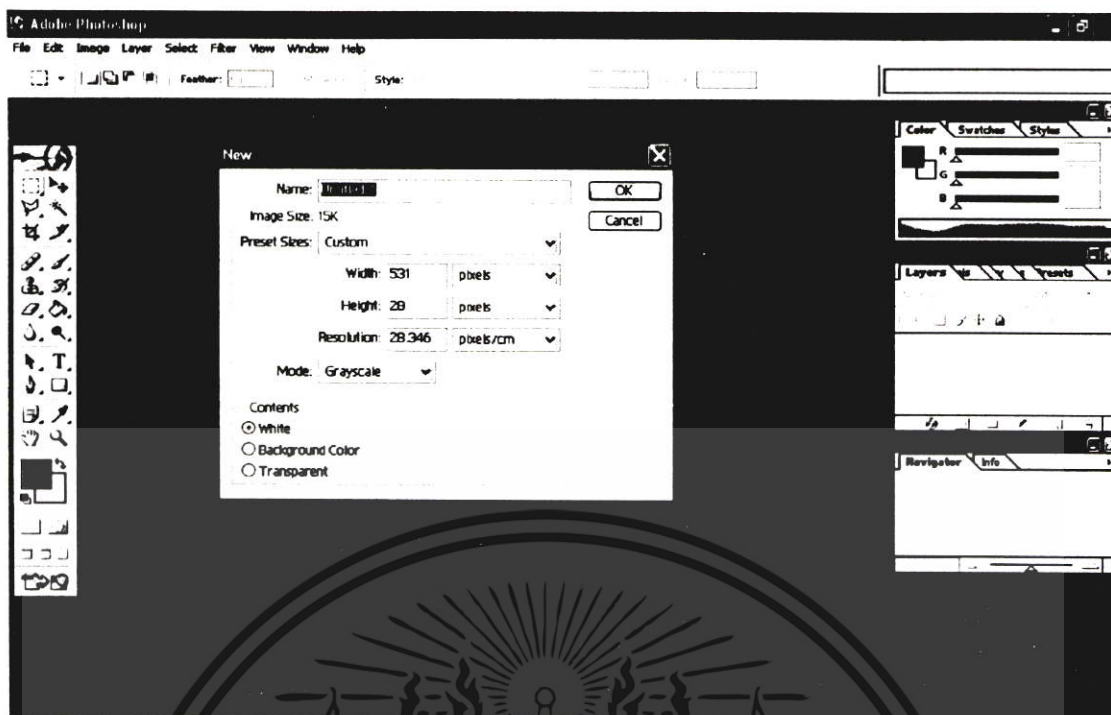 Adobe Photoshop
File Edit Image Layer Select Filter View Window Help
Feather: Style:
Color Swatches Styles
R
G
B
New
Name: Untitled
OK
Image Size: 15K
Cancel
Preset Sizes: Custom
Width: 531 pixels
Height: 28 pixels
Resolution: 28.346 pixels/cm
Mode: Grayscale
Contents
White
Background Color
Transparent
Layers Presets
Navigator Info